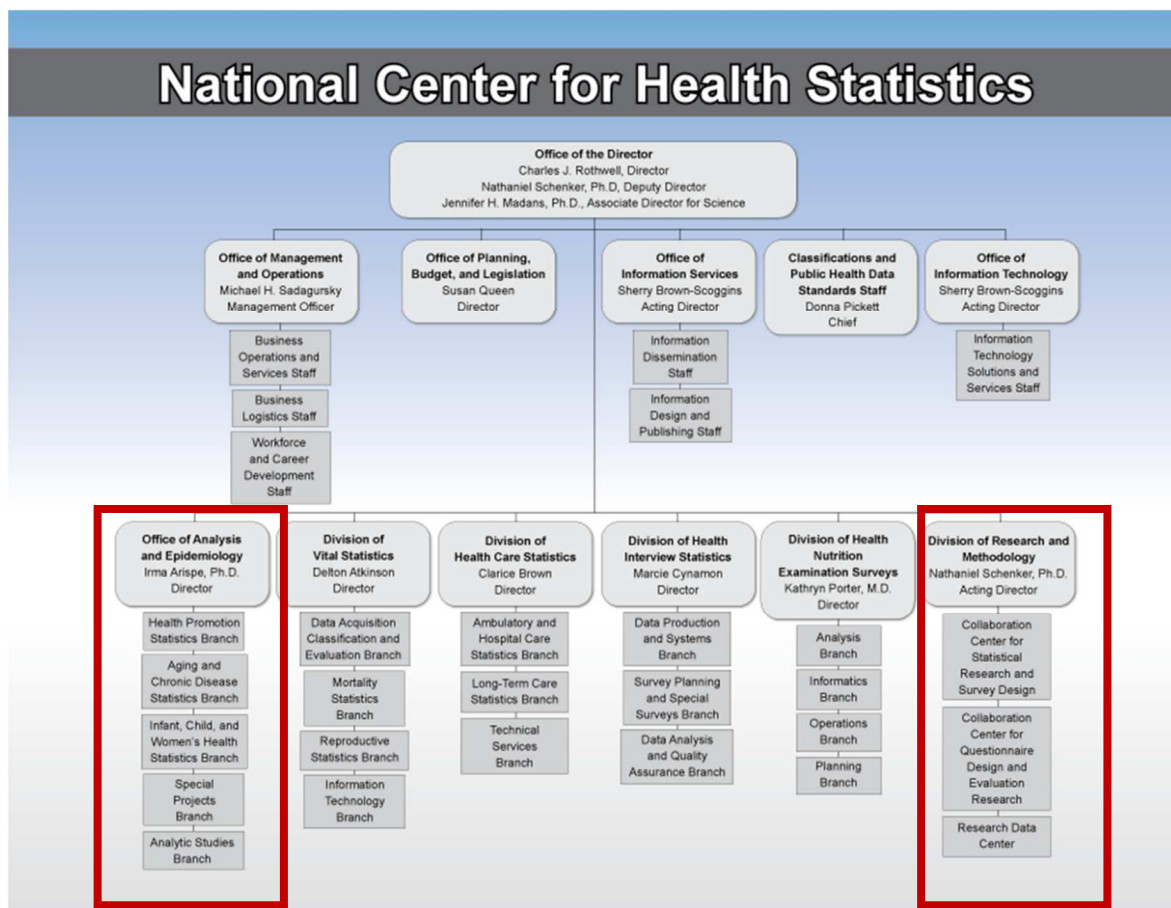 National Center for Health Statistics
Office of the Director
Charles J. Rothwell, Director
Nathaniel Schenker, Ph.D, Deputy Director
Jennifer H. Madans, Ph.D., Associate Director for Science
Office of Management
and Operations
Michael H. Sadagursky
Management Officer
Business
Operations and
Services Staff
Business
Logistics Staff
Workforce
and Career
Development
Staff
Office of Planning,
Budget, and Legislation
Susan Queen
Director
Office of
Information Services
Sherry Brown-Scoggins
Acting Director
Information
Dissemination
Staff
Information
Design and
Publishing Staff
Classifications and
Public Health Data
Standards Staff
Donna Pickett
Chief
Office of
Information Technology
Sherry Brown-Scoggins
Acting Director
Information
Technology
Solutions and
Services Staff
Office of Analysis
and Epidemiology
Irma Arispe, Ph.D.
Director
Health Promotion
Statistics Branch
Aging and
Chronic Disease
Statistics Branch
Infant, Child, and
Women's Health
Statistics Branch
Special
Projects
Branch
Analytic Studies
Branch
Division of
Vital Statistics
Delton Atkinson
Director
Data Acquisition
Classification and
Evaluation Branch
Mortality
Statistics
Branch
Reproductive
Statistics Branch
Information
Technology
Branch
Division of
Health Care Statistics
Clarice Brown
Director
Ambulatory and
Hospital Care
Statistics Branch
Long-Term Care
Statistics Branch
Technical
Services
Branch
Division of Health
Interview Statistics
Marcie Cynamon
Director
Data Production
and Systems
Branch
Survey Planning
and Special
Surveys Branch
Data Analysis
and Quality
Assurance Branch
Division of Health
Nutrition
Examination Surveys
Kathryn Porter, M.D.
Director
Analysis
Branch
Informatics
Branch
Operations
Branch
Planning
Branch
Division of Research and
Methodology
Nathaniel Schenker, Ph.D.
Acting Director
Collaboration
Center for
Statistical
Research and
Survey Design
Collaboration
Center for
Questionnaire
Design and
Evaluation
Research
Research Data
Center